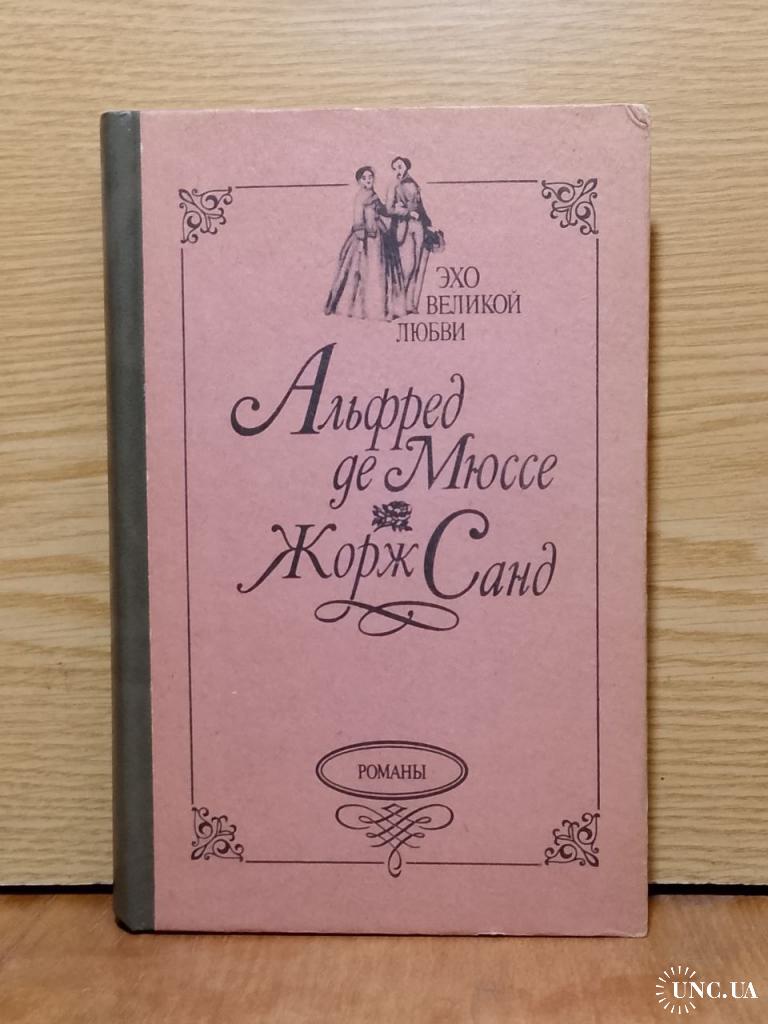 ЭХО
ВЕЛИКОЙ
ЛЮБВИ
Альфред
де Мюссе
Жорж Санд
РОМАНЫ
UNC.UA